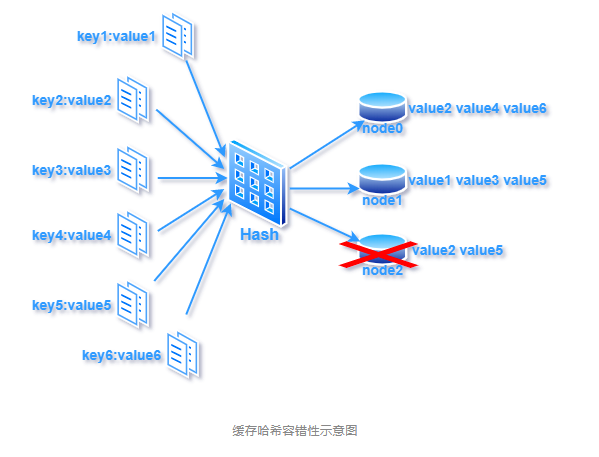 key1:value1
key2:value2
key3:value3
key4:value4
key5:value5
key6:value6
Hash
value2 value4 value6
node0
value1 value3 value5
node1
value2 value5
node2
缓存哈希容错性示意图